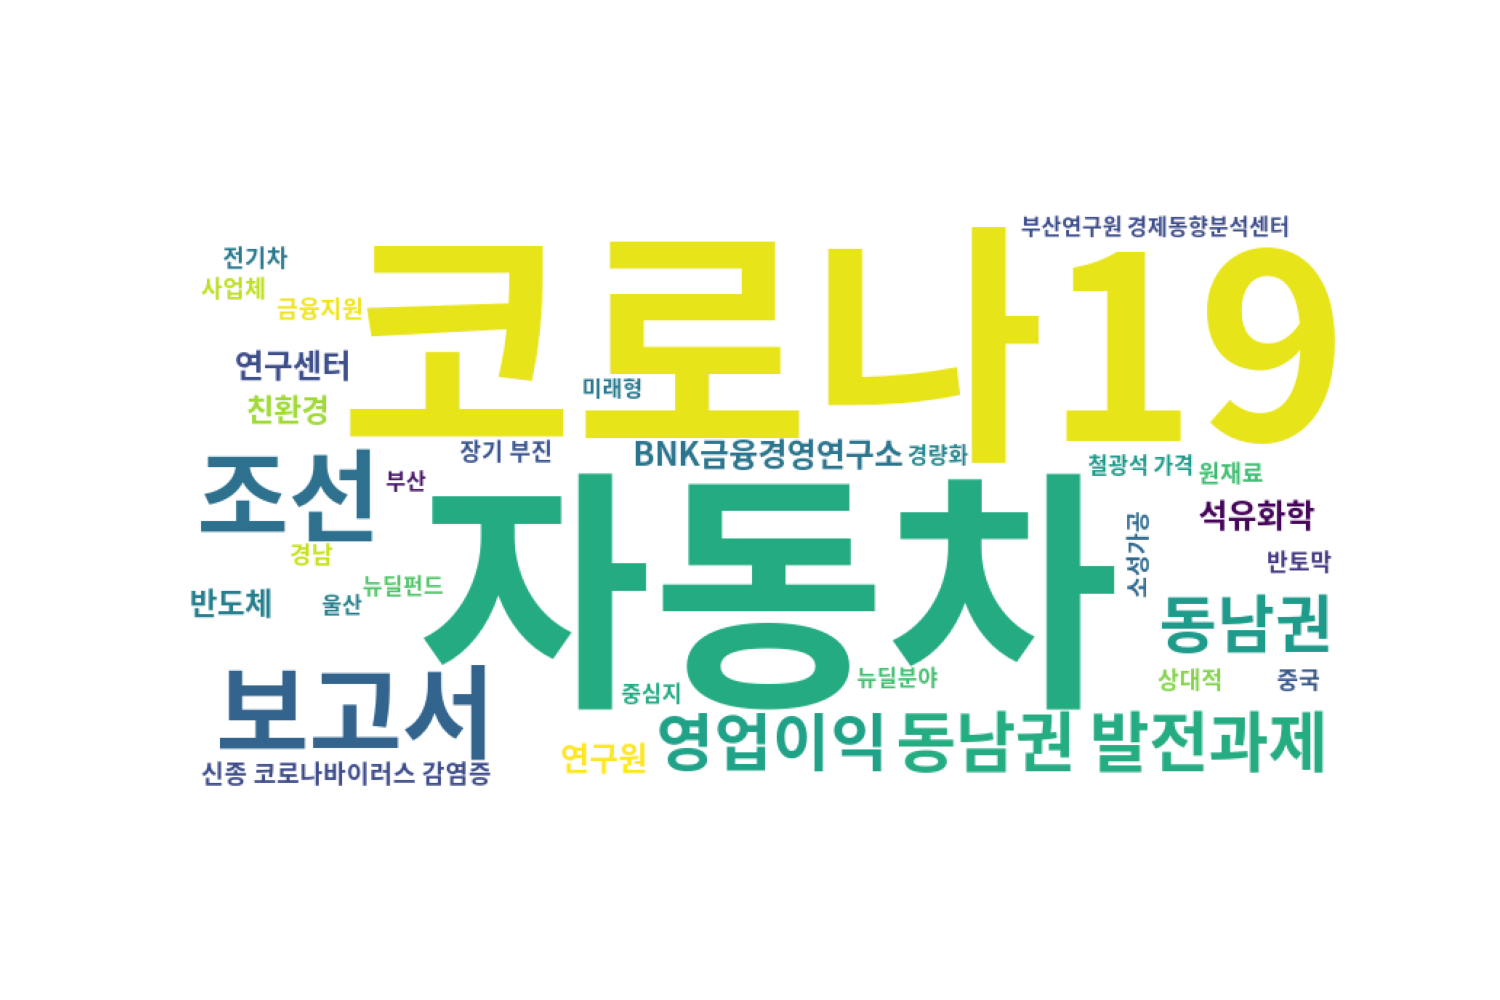 부산연구원 경제동향분석센터
전기차
사업체
금융지원
코로나19
연구센터
미래형
친환경
장기 부진
BNK금융경영연구소
경량화
철광석 가격
원재료
조선
부산
자동차
석유화학
소성가공
경남
반토막
뉴딜펀드
반도체
울산
동남권
뉴딜분야
상대적
중국
중심지
보고서
영업이익
동남권 발전과제
연구원
신종 코로나바이러스 감염증